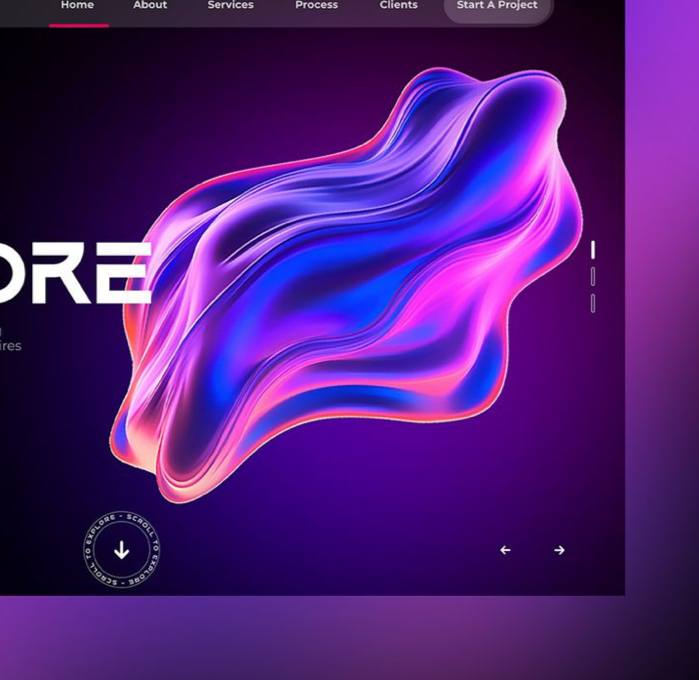 Home About Services Process Clients Start A Project
ORE
ires
SCROLL TO EXPLORE - SCROLL TO EXPLORE -